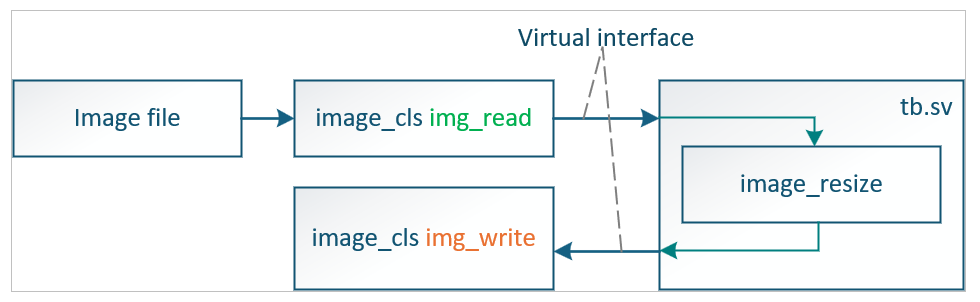 Virtual interface
Image file
image_cls img_read
tb.sv
image_resize
image_cls img_write